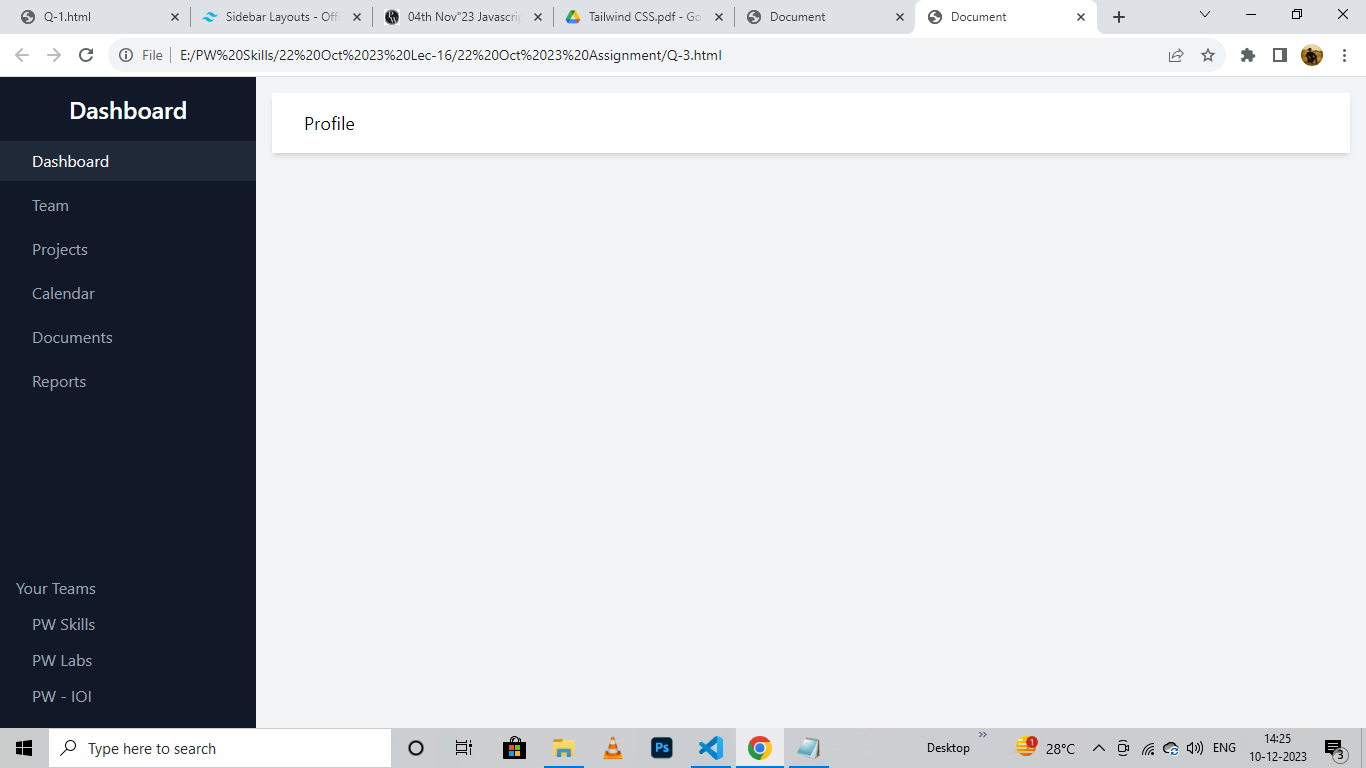 Q-1.html
Sidebar Layouts - Offi
04th Nov"23 Javascrip
Tailwind CSS.pdf - Go
Document
Document
File
E:/PW%20Skills/22%20Oct%2023%20Lec-16/22%20Oct%2023%20Assignment/Q-3.html
Dashboard
Profile
Dashboard
Team
Projects
Calendar
Documents
Reports
Your Teams
PW Skills
PW Labs
PW - IOI
Type here to search
Ps
Desktop
»
1
28°C
ENG
14:25
10-12-2023
3